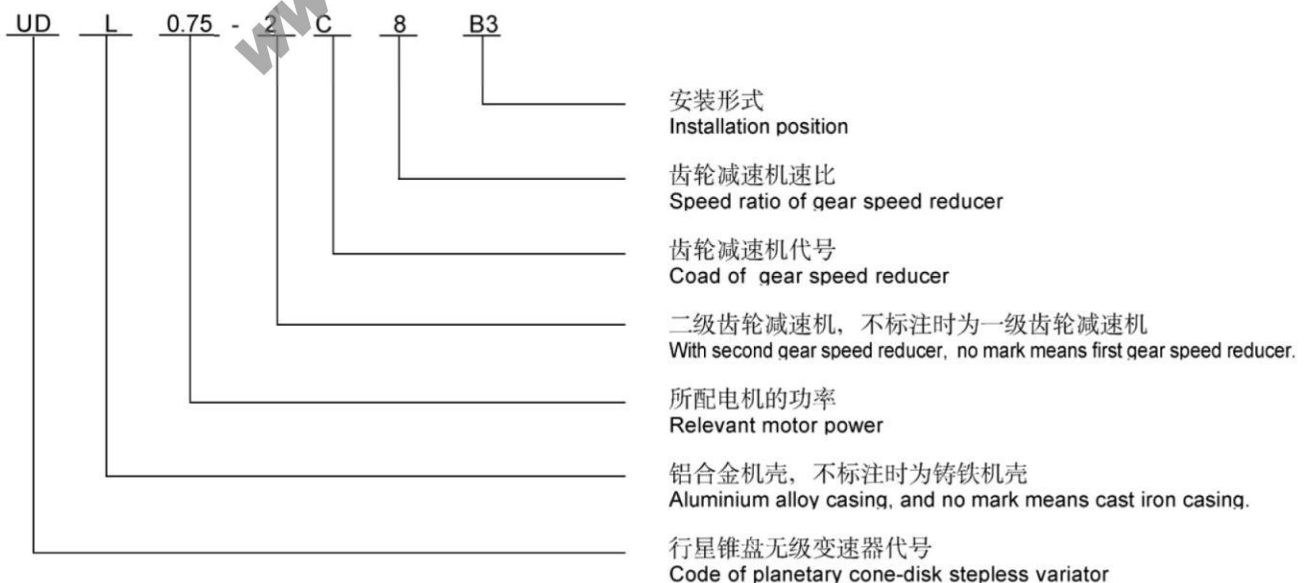 UD L 0.75 - 2 C 8 B3
www
安装形式
Installation position
齿轮减速机速比
Speed ratio of gear speed reducer
齿轮减速机代号
Coad of gear speed reducer
二级齿轮减速机，不标注时为一级齿轮减速机
With second gear speed reducer, no mark means first gear speed reducer.
所配电机的功率
Relevant motor power
铝合金机壳，不标注时为铸铁机壳
Aluminium alloy casing, and no mark means cast iron casing.
行星锥盘无级变速器代号
Code of planetary cone-disk stepless variator